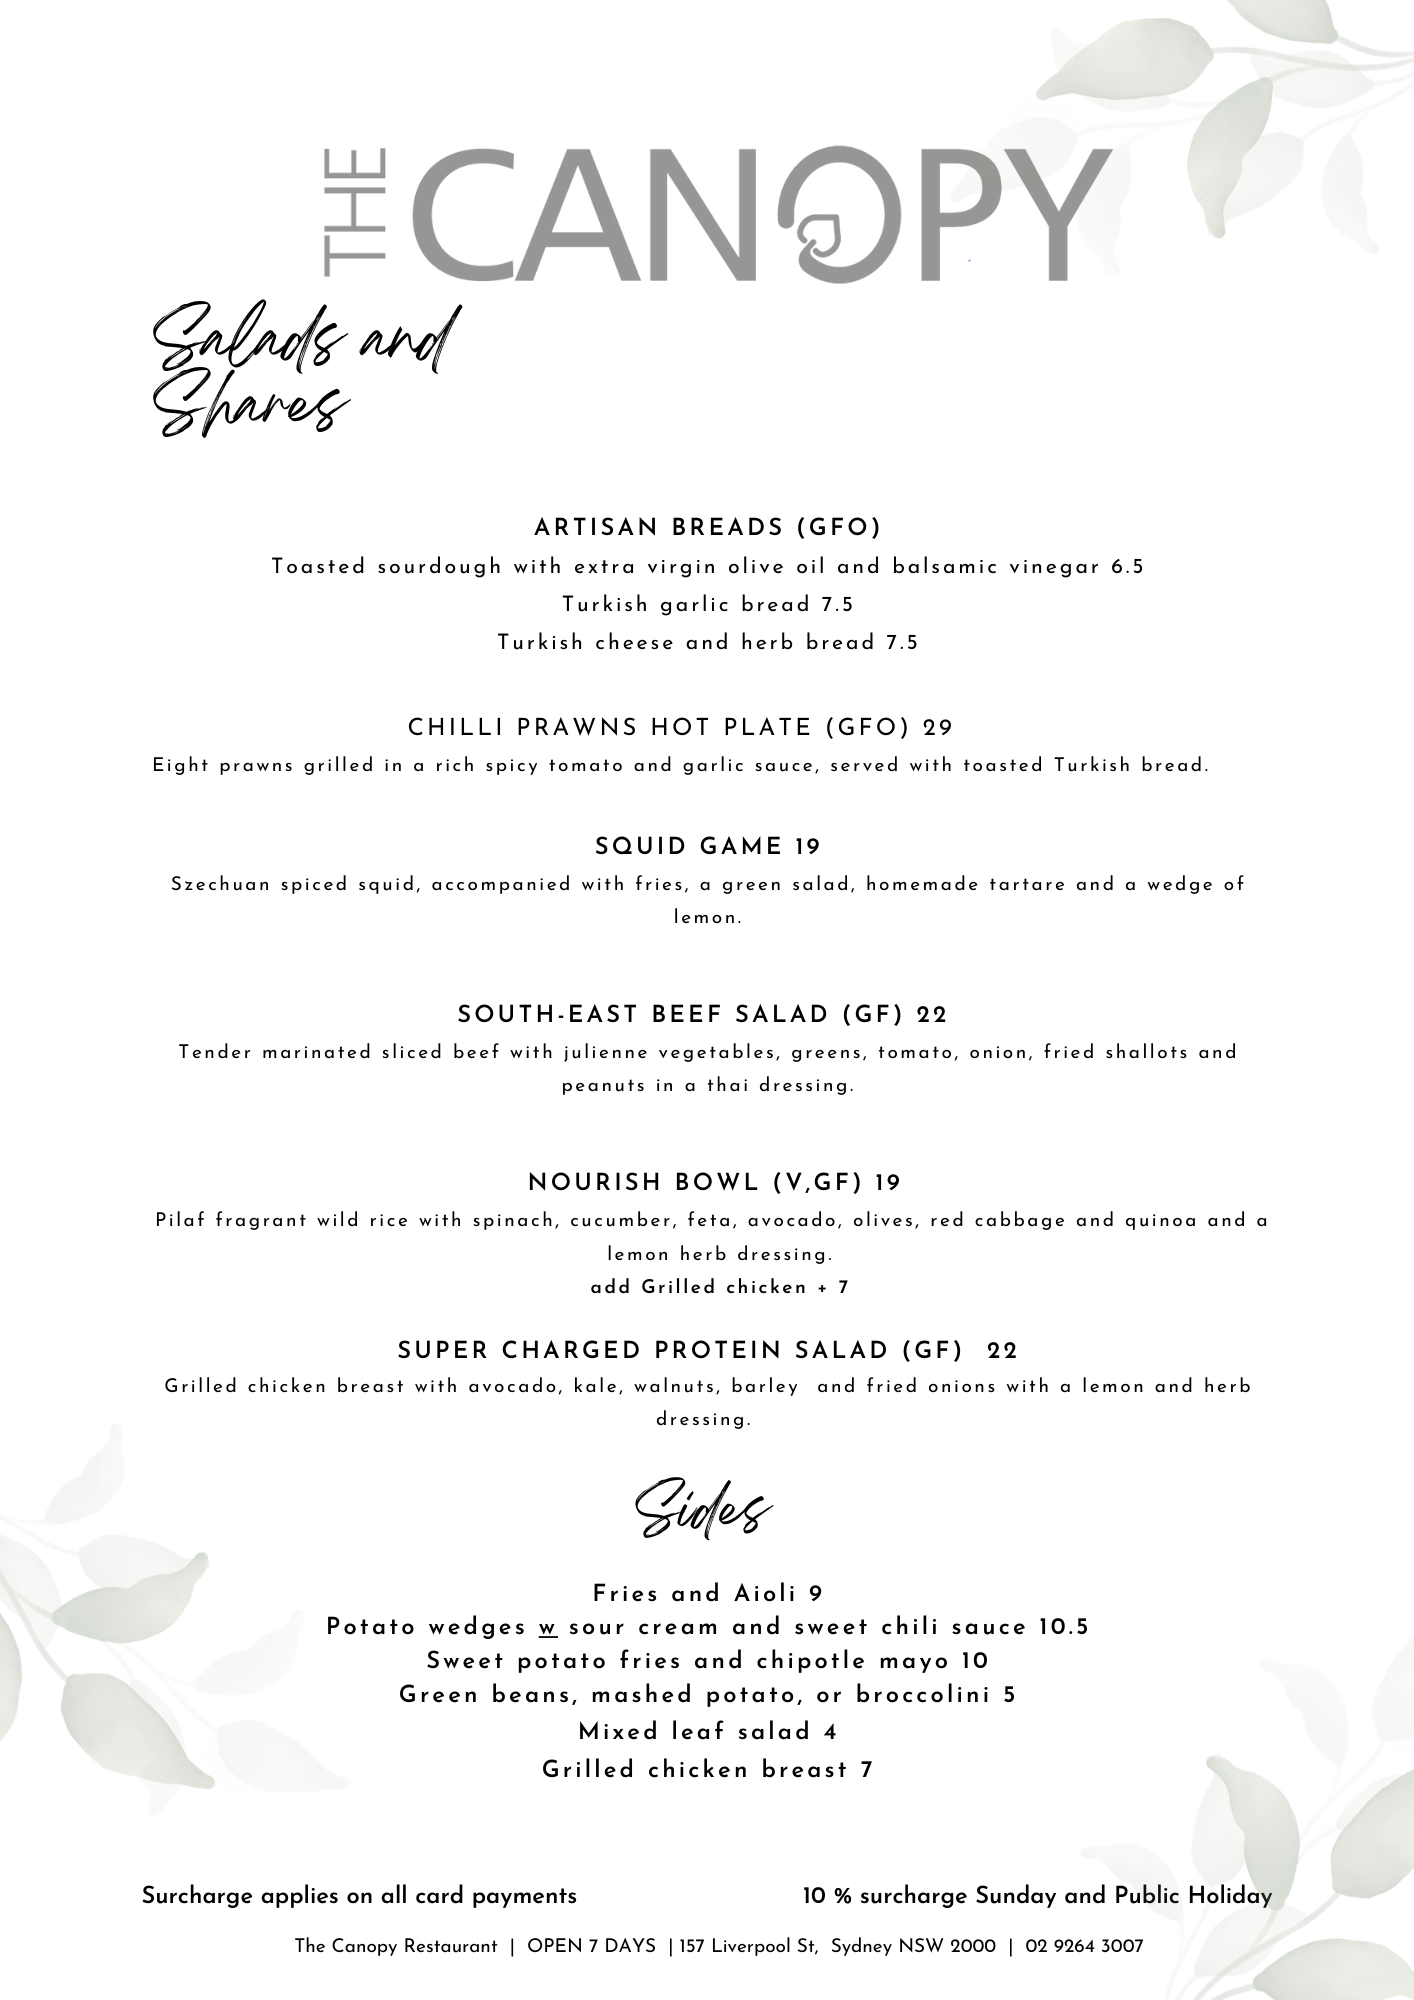 THE CANOPY
Salads and
Shares
ARTISAN BREADS (GFO)
Toasted sourdough with extra virgin olive oil and balsamic vinegar 6.5
Turkish garlic bread 7.5
Turkish cheese and herb bread 7.5
CHILLI PRAWNS HOT PLATE (GFO) 29
Eight prawns grilled in a rich spicy tomato and garlic sauce, served with toasted Turkish bread.
SQUID GAME 19
Szechuan spiced squid, accompanied with fries, a green salad, homemade tartare and a wedge of
lemon.
SOUTH-EAST BEEF SALAD (GF) 22
Tender marinated sliced beef with julienne vegetables, greens, tomato, onion, fried shallots and
peanuts in a thai dressing.
NOURISH BOWL (V,GF) 19
Pilaf fragrant wild rice with spinach, cucumber, feta, avocado, olives, red cabbage and quinoa and a
lemon herb dressing.
add Grilled chicken + 7
SUPER CHARGED PROTEIN SALAD (GF)  22
Grilled chicken breast with avocado, kale, walnuts, barley  and fried onions with a lemon and herb
dressing.
Sides
Fries and Aioli 9
Potato wedges w sour cream and sweet chili sauce 10.5
Sweet potato fries and chipotle mayo 10
Green beans, mashed potato, or broccolini 5
Mixed leaf salad 4
Grilled chicken breast 7
Surcharge applies on all card payments
10 % surcharge Sunday and Public Holiday
The Canopy Restaurant | OPEN 7 DAYS | 157 Liverpool St, Sydney NSW 2000 | 02 9264 3007